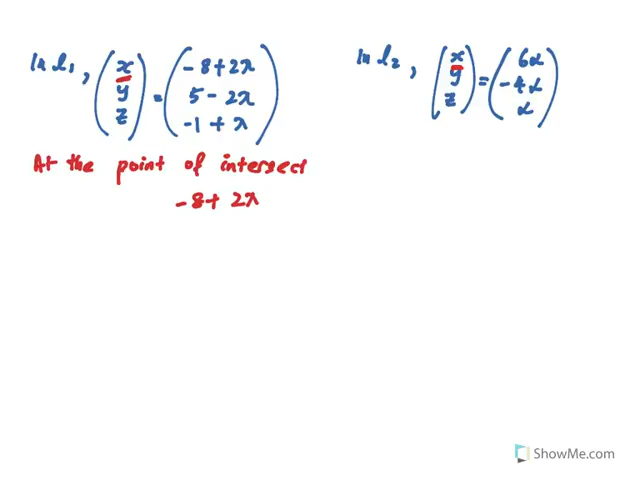 In l1, (x y z) = (-8+2λ 5-2λ -1+λ)
In l2, (x y z) = (6α -4α α)
At the point of intersect
-8+ 2λ
ShowMe.com